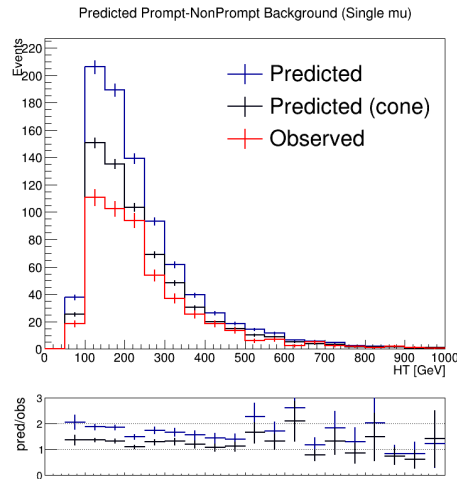 Predicted Prompt-NonPrompt Background (Single mu)
Events
220
200
180
160
140
120
100
80
60
40
20
0
Predicted
Predicted (cone)
Observed
0 100 200 300 400 500 600 700 800 900 1000
HT [GeV]
pred/obs
3
2
1
0